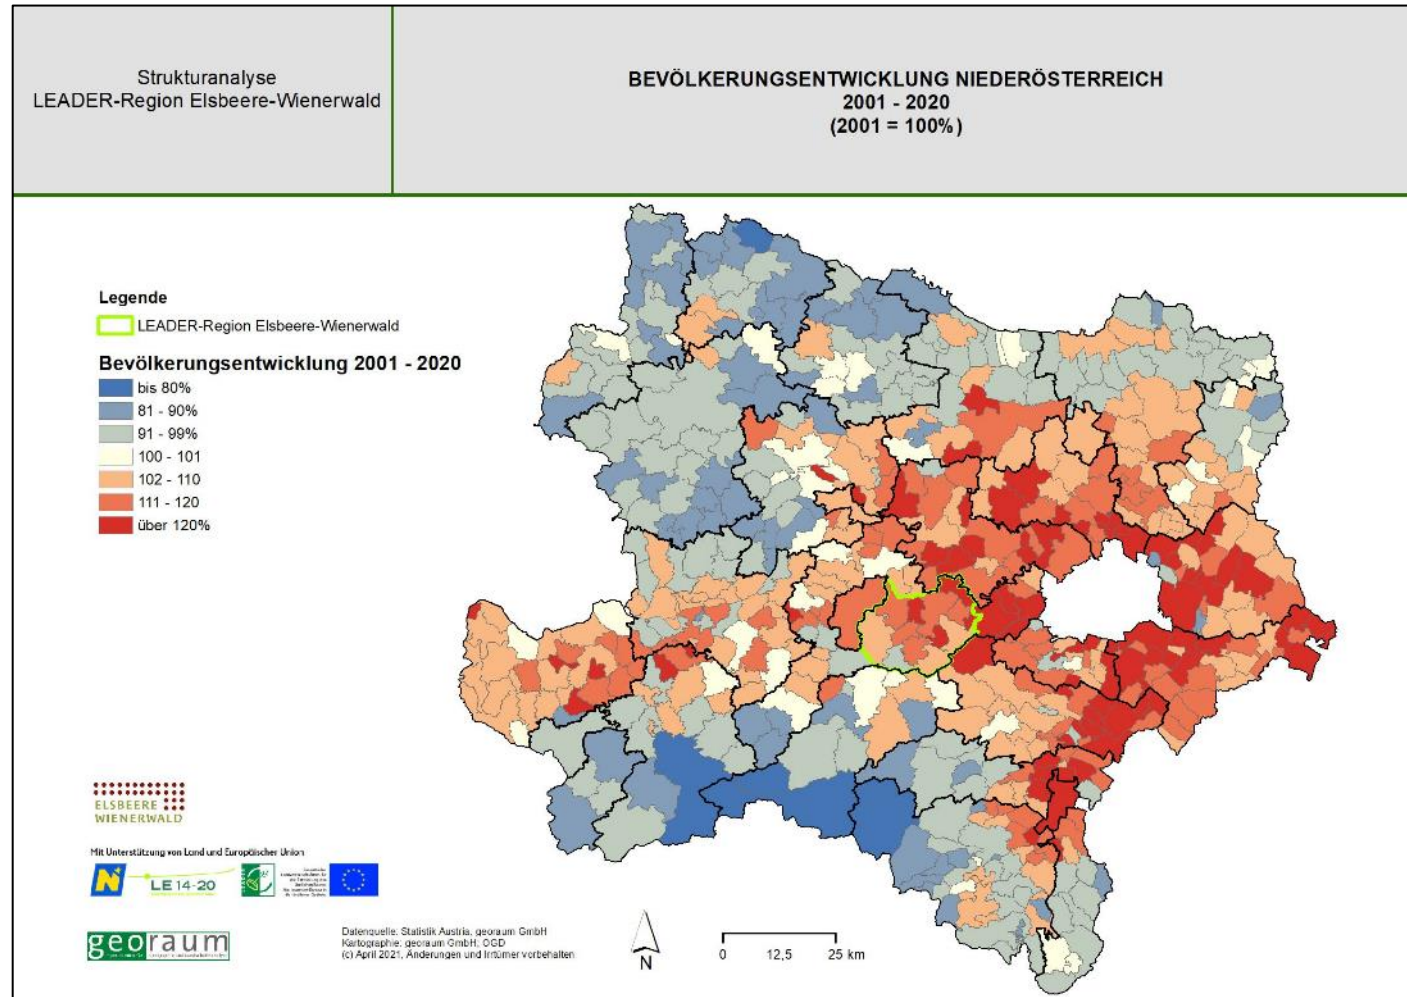 Strukturanalyse
LEADER-Region Elsbeere-Wienerwald
BEVÖLKERUNGSENTWICKLUNG NIEDERÖSTERREICH
2001 - 2020
(2001 = 100%)
Legende
LEADER-Region Elsbeere-Wienerwald
Bevölkerungsentwicklung 2001 - 2020
bis 80%
81 - 90%
91 - 99%
100 - 101
102 - 110
111 - 120
über 120%
ELSBEERE
WIENERWALD
Mit Unterstützung von Land und Europäischer Union
N
LE 14-20
georaum
Datenquelle: Statistik Austria, georaum GmbH
Kartographie: georaum GmbH, OGD
(c) April 2021, Änderungen und Irrtümer vorbehalten
N
0 12,5 25 km